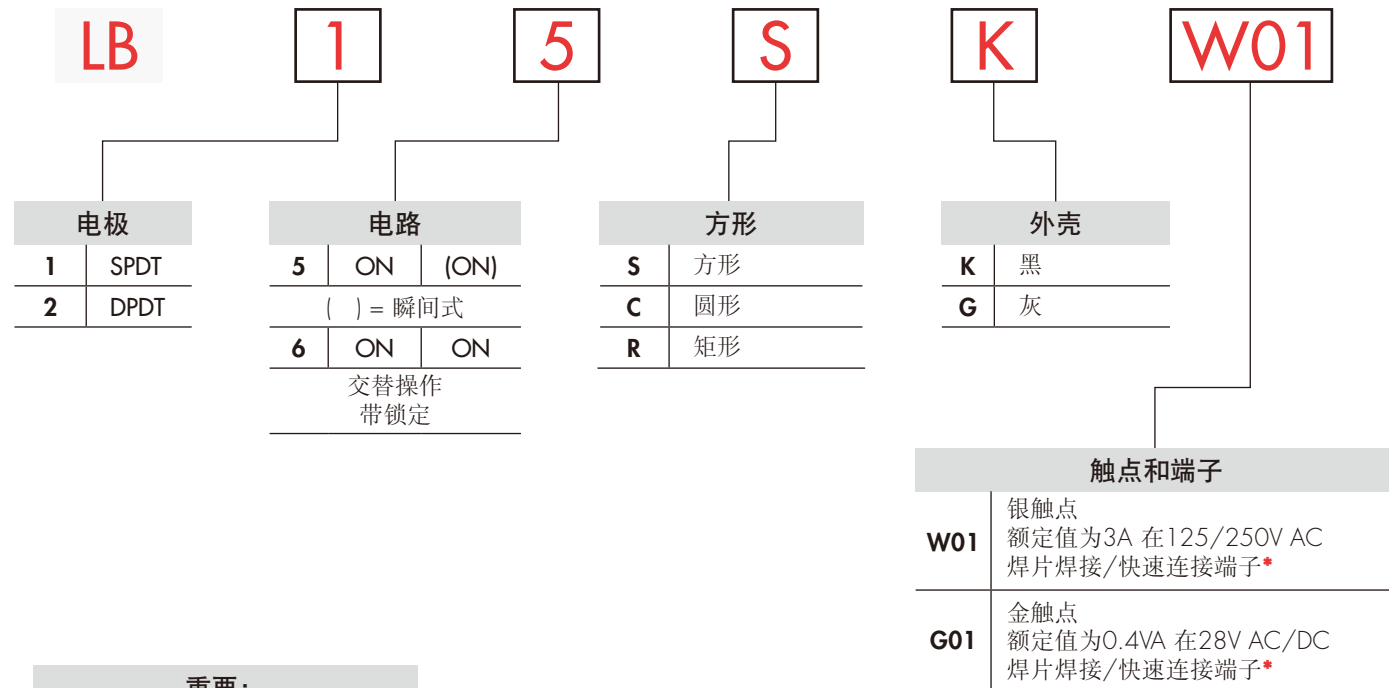 LB 1 5 S K W01
电极
1 SPDT
2 DPDT
电路
5 ON (ON)
( ) = 瞬间式
6 ON ON
交替操作
带锁定
方形
S 方形
C 圆形
R 矩形
外壳
K 黑
G 灰
触点和端子
银触点
W01 额定值为3A 在125/250V AC
焊片焊接/快速连接端子*
金触点
G01 额定值为0.4VA 在28V AC/DC
焊片焊接/快速连接端子*
重要: